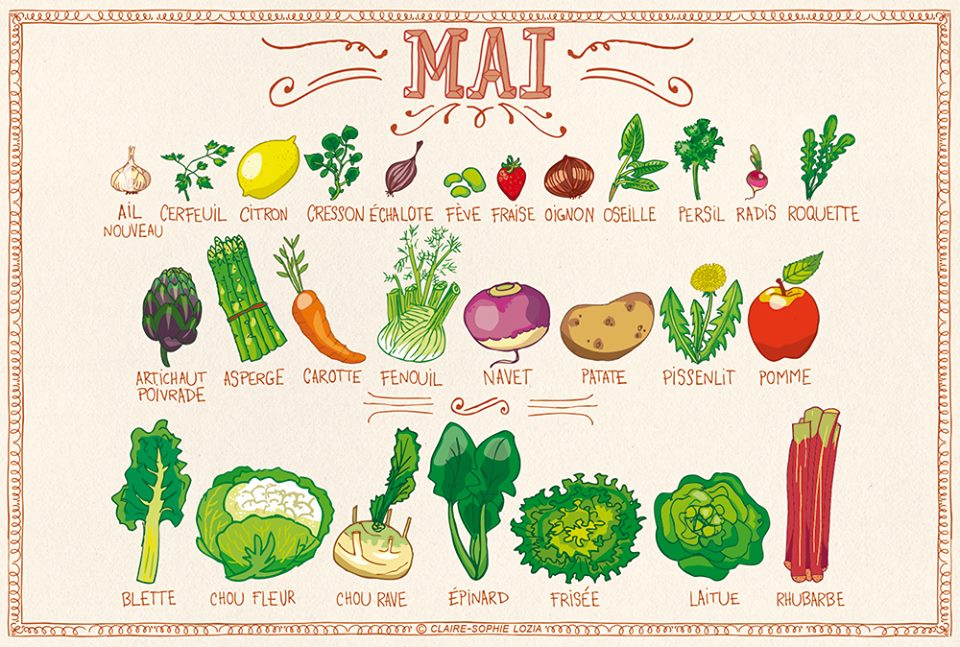 MAI
AIL
NOUVEAU
CERFEUIL
CITRON
CRESSON
ÉCHALOTE
FÈVE
FRAISE
OIGNON
OSEILLE
PERSIL
RADIS
ROQUETTE
ARTICHAUT
POIVRADE
ASPERGE
CAROTTE
FENOUIL
NAVET
PATATE
PISSENLIT
POMME
BLETTE
CHOU FLEUR
CHOU RAVE
ÉPINARD
FRISÉE
LAITUE
RHUBARBE
© CLAIRE-SOPHIE LOZIA